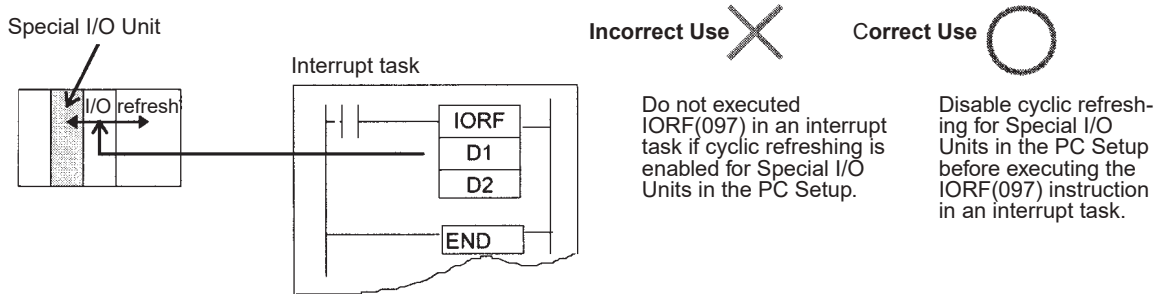 Special I/O Unit
I/O refresh
Interrupt task
IORF
D1
D2
END
Incorrect Use
Correct Use
Do not executed
IORF(097) in an interrupt
task if cyclic refreshing is
enabled for Special I/O
Units in the PC Setup.
Disable cyclic refresh-
ing for Special I/O
Units in the PC Setup
before executing the
IORF(097) instruction
in an interrupt task.